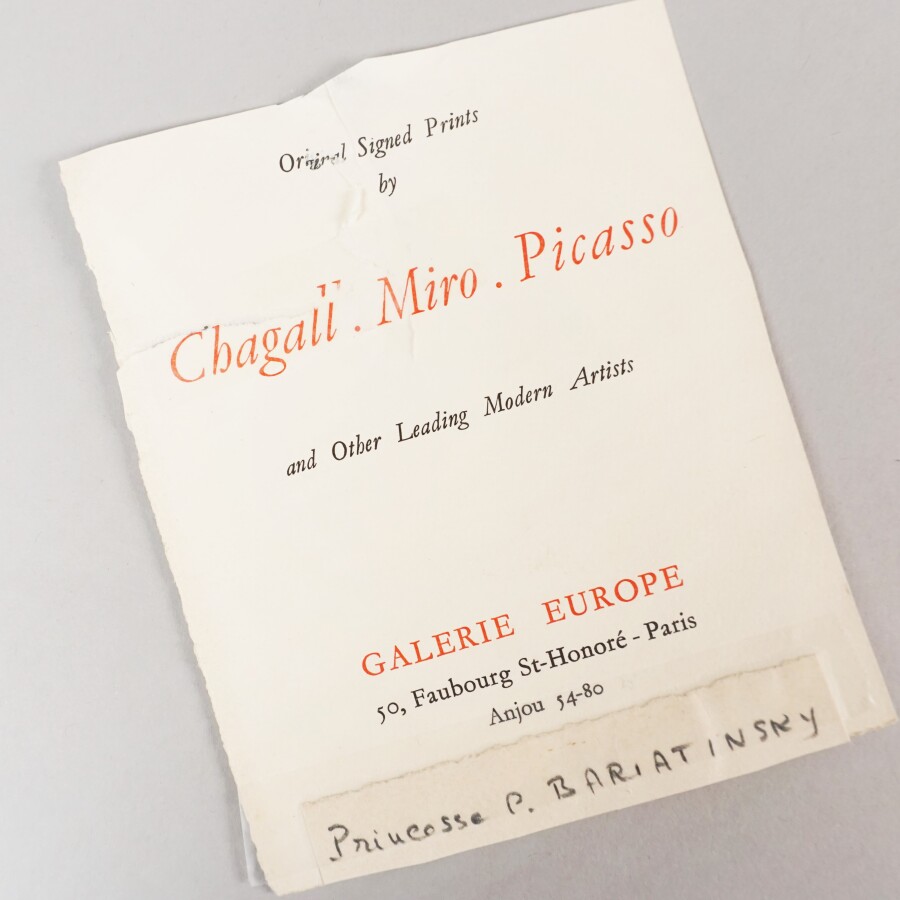 Original Signed Prints
by
Chagall . Miro . Picasso
and Other Leading Modern Artists
GALERIE EUROPE
50, Faubourg St-Honoré - Paris
Anjou 54-80
Princesse P. BARIATINSKY